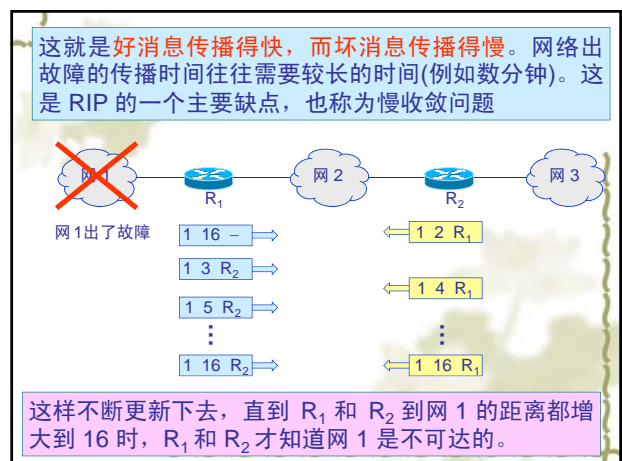 这就是好消息传播得快，而坏消息传播得慢。网络出
故障的传播时间往往需要较长的时间(例如数分钟)。这
是 RIP 的一个主要缺点，也称为慢收敛问题
网 1
R₁
网 2
R₂
网 3
网1出了故障
1 16 −
1 2 R₁
1 3 R₂
1 4 R₁
1 5 R₂
⋮
⋮
1 16 R₂
1 16 R₁
这样不断更新下去，直到 R₁ 和 R₂ 到网 1 的距离都增
大到 16 时，R₁和 R₂才知道网 1 是不可达的。